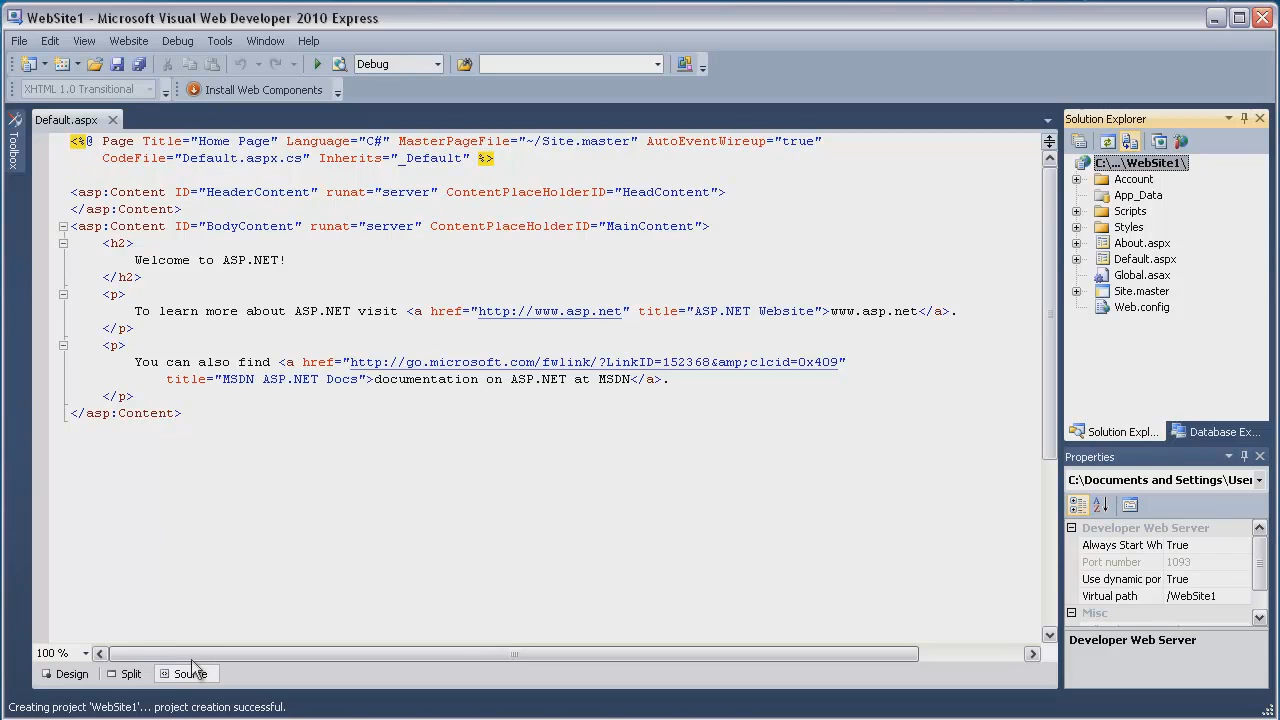 WebSite1 - Microsoft Visual Web Developer 2010 Express
File Edit View Website Debug Tools Window Help
Debug
XHTML 1.0 Transitional Install Web Components
Toolbox
Default.aspx
<%@ Page Title="Home Page" Language="C#" MasterPageFile="~/Site.master" AutoEventWireup="true"
CodeFile="Default.aspx.cs" Inherits="_Default" %>
<asp:Content ID="HeaderContent" runat="server" ContentPlaceHolderID="HeadContent">
</asp:Content>
<asp:Content ID="BodyContent" runat="server" ContentPlaceHolderID="MainContent">
<h2>
Welcome to ASP.NET!
</h2>
<p>
To learn more about ASP.NET visit <a href="http://www.asp.net" title="ASP.NET Website">www.asp.net</a>.
</p>
<p>
You can also find <a href="http://go.microsoft.com/fwlink/?LinkID=152368&amp;clcid=0x409"
title="MSDN ASP.NET Docs">documentation on ASP.NET at MSDN</a>.
</p>
</asp:Content>
100 %
Design Split Source
Solution Explorer
C:\...\WebSite1\
Account
App_Data
Scripts
Styles
About.aspx
Default.aspx
Global.asax
Site.master
Web.config
Solution Expl... Database Ex...
Properties
C:\Documents and Settings\User
Developer Web Server
Always Start Wh True
Port number 1093
Use dynamic por True
Virtual path /WebSite1
Misc
Developer Web Server
Creating project 'WebSite1'... project creation successful.